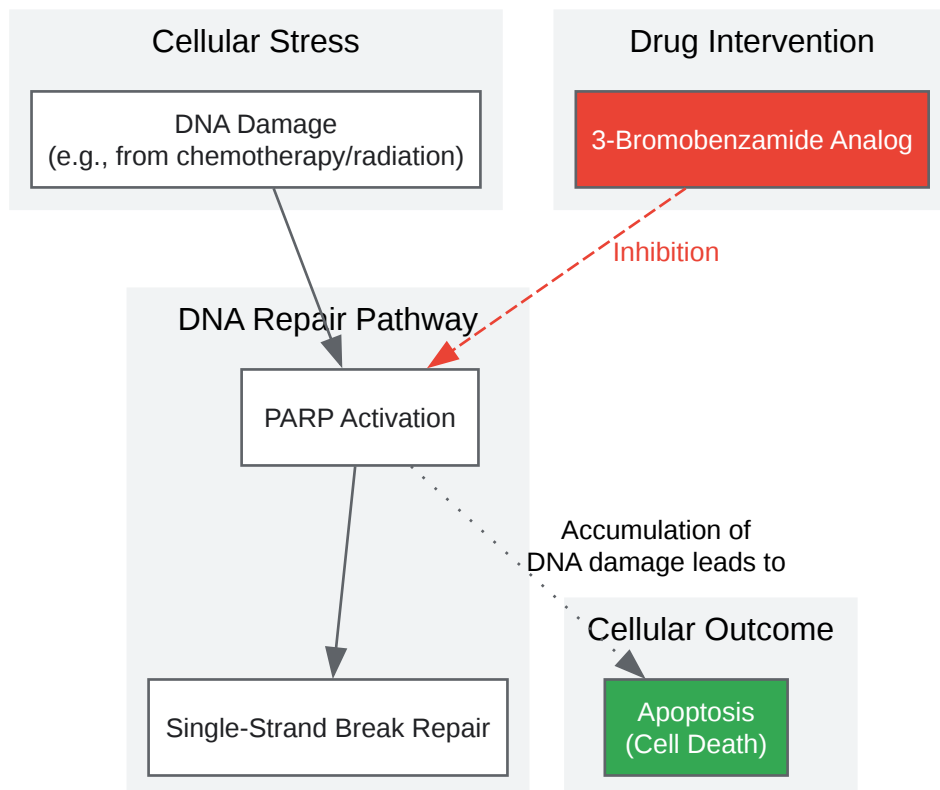 Cellular Stress
DNA Damage
(e.g., from chemotherapy/radiation)
Drug Intervention
3-Bromobenzamide Analog
Inhibition
DNA Repair Pathway
PARP Activation
Accumulation of
DNA damage leads to
Single-Strand Break Repair
Cellular Outcome
Apoptosis
(Cell Death)